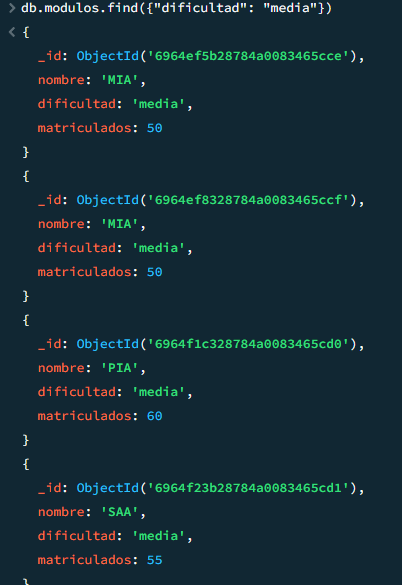 > db.modulos.find({"dificultad": "media"})
< {
_id: ObjectId('6964ef5b28784a0083465cce'),
nombre: 'MIA',
dificultad: 'media',
matriculados: 50
}
{
_id: ObjectId('6964ef8328784a0083465ccf'),
nombre: 'MIA',
dificultad: 'media',
matriculados: 50
}
{
_id: ObjectId('6964f1c328784a0083465cd0'),
nombre: 'PIA',
dificultad: 'media',
matriculados: 60
}
{
_id: ObjectId('6964f23b28784a0083465cd1'),
nombre: 'SAA',
dificultad: 'media',
matriculados: 55
}